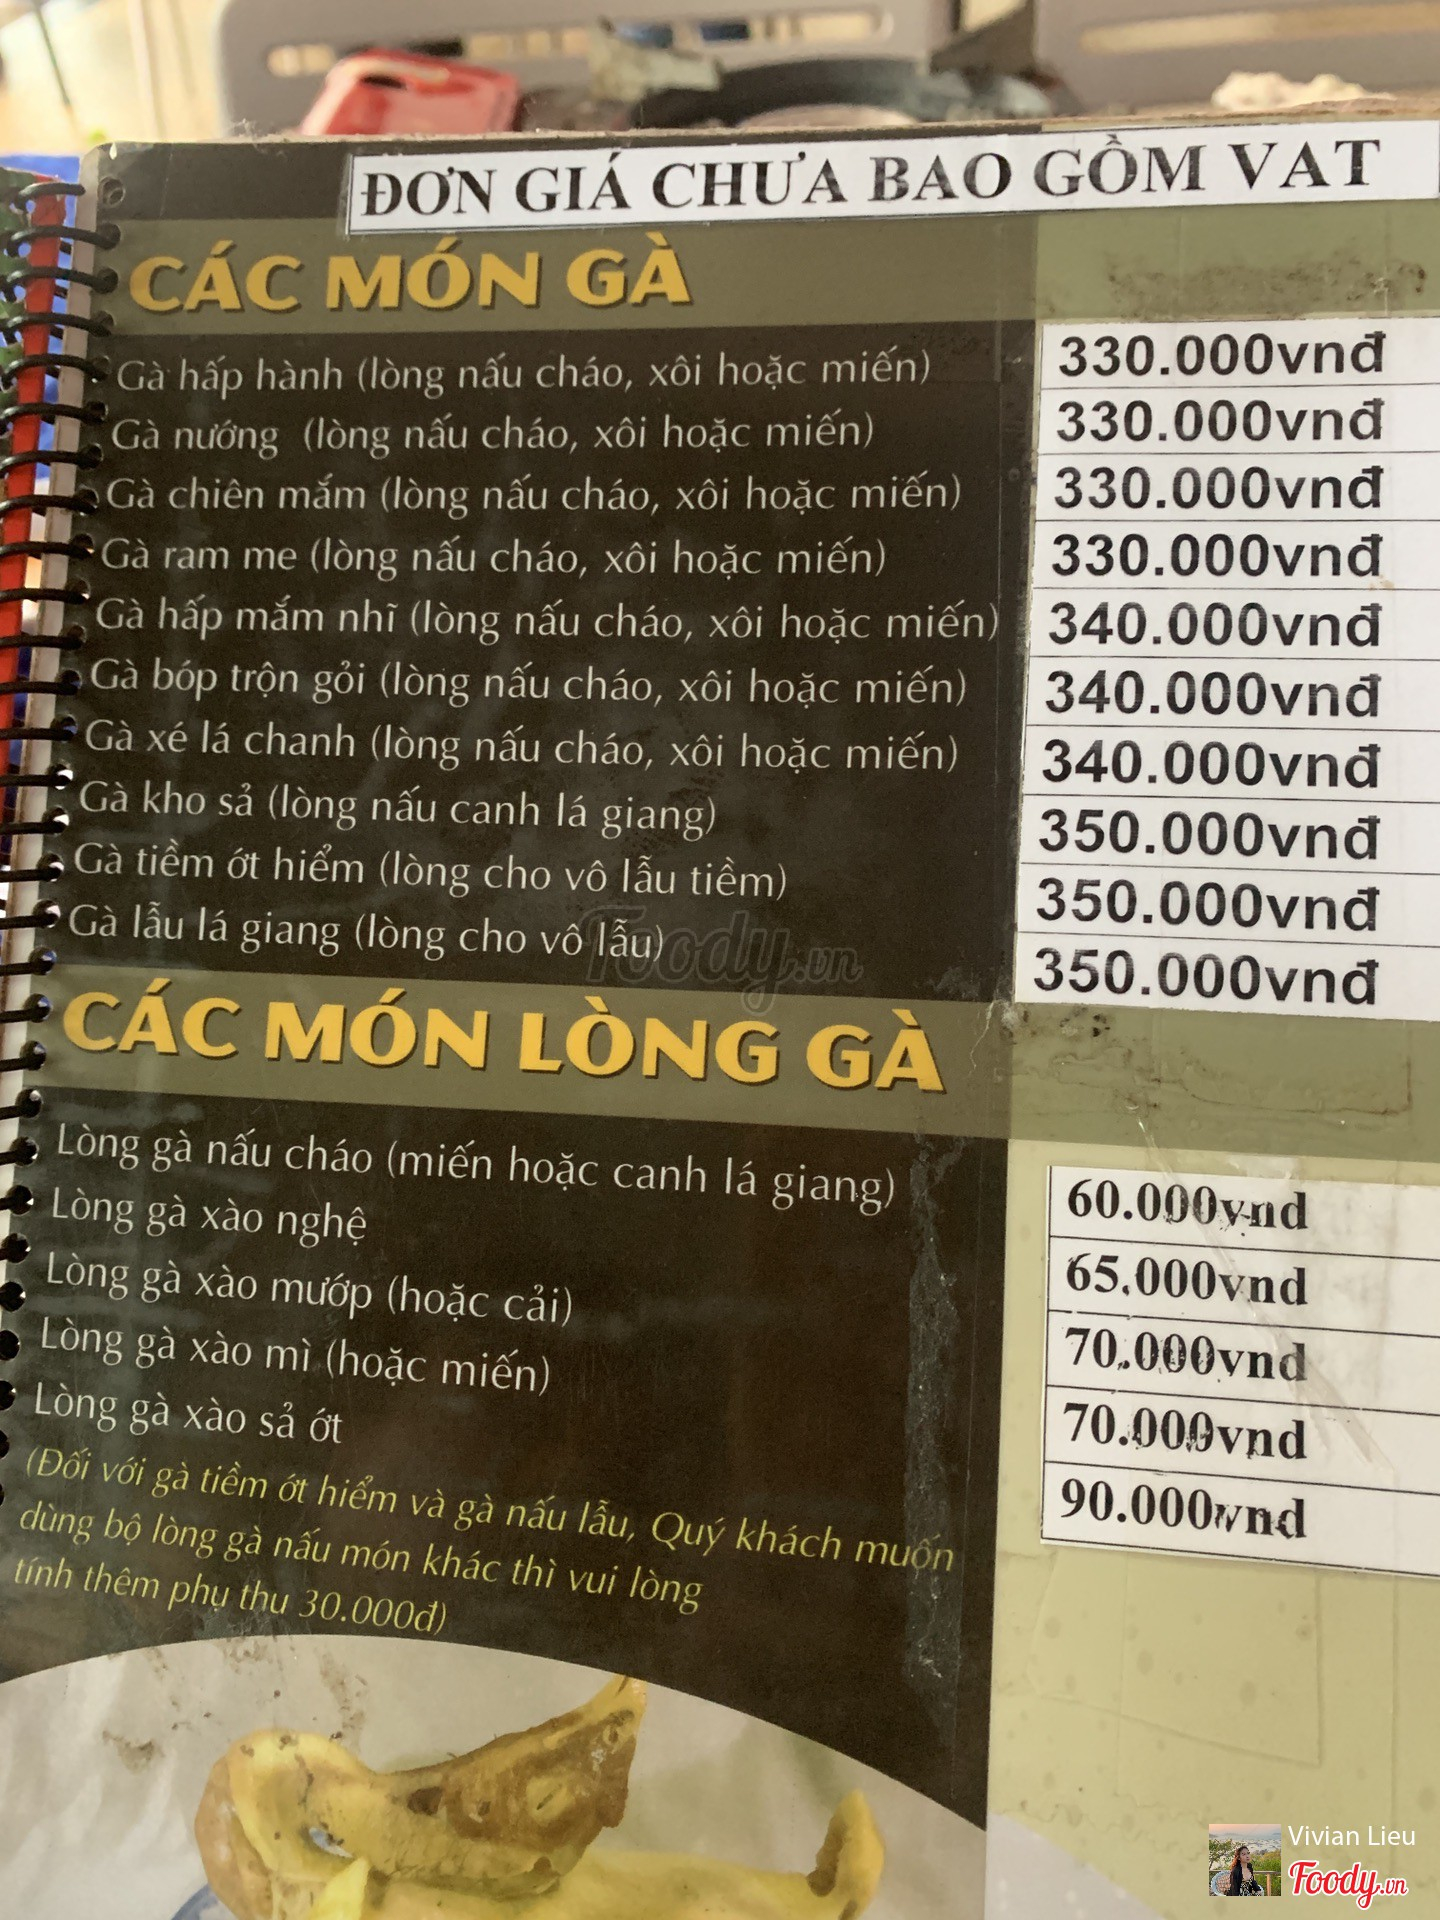 ĐƠN GIÁ CHƯA BAO GỒM VAT
CÁC MÓN GÀ
Gà hấp hành (lòng nấu cháo, xôi hoặc miến) 330.000vnđ
Gà nướng (lòng nấu cháo, xôi hoặc miến) 330.000vnđ
Gà chiên mắm (lòng nấu cháo, xôi hoặc miến) 330.000vnđ
Gà ram me (lòng nấu cháo, xôi hoặc miến) 330.000vnđ
Gà hấp mắm nhĩ (lòng nấu cháo, xôi hoặc miến) 340.000vnđ
Gà bóp trộn gỏi (lòng nấu cháo, xôi hoặc miến) 340.000vnđ
Gà xé lá chanh (lòng nấu cháo, xôi hoặc miến) 340.000vnđ
Gà kho sả (lòng nấu canh lá giang) 350.000vnđ
Gà tiềm ớt hiểm (lòng cho vô lẫu tiềm) 350.000vnđ
Gà lẫu lá giang (lòng cho vô lẫu) 350.000vnđ
Foody.vn
CÁC MÓN LÒNG GÀ
Lòng gà nấu cháo (miến hoặc canh lá giang) 60.000vnd
Lòng gà xào nghệ 65.000vnd
Lòng gà xào mướp (hoặc cải) 70.000vnd
Lòng gà xào mì (hoặc miến) 70.000vnd
Lòng gà xào sả ớt 90.000vnd
(Đối với gà tiềm ớt hiểm và gà nấu lẫu, Quý khách muốn
dùng bộ lòng gà nấu món khác thì vui lòng
tính thêm phụ thu 30.000đ)
Vivian Lieu
Foody.vn